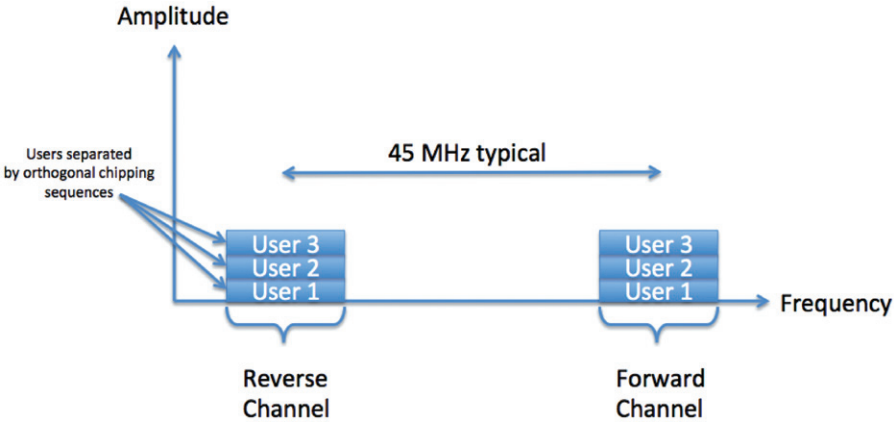 Amplitude
45 MHz typical
Users separated
by orthogonal chipping
sequences
User 3
User 2
User 1
User 3
User 2
User 1
Frequency
Reverse
Channel
Forward
Channel